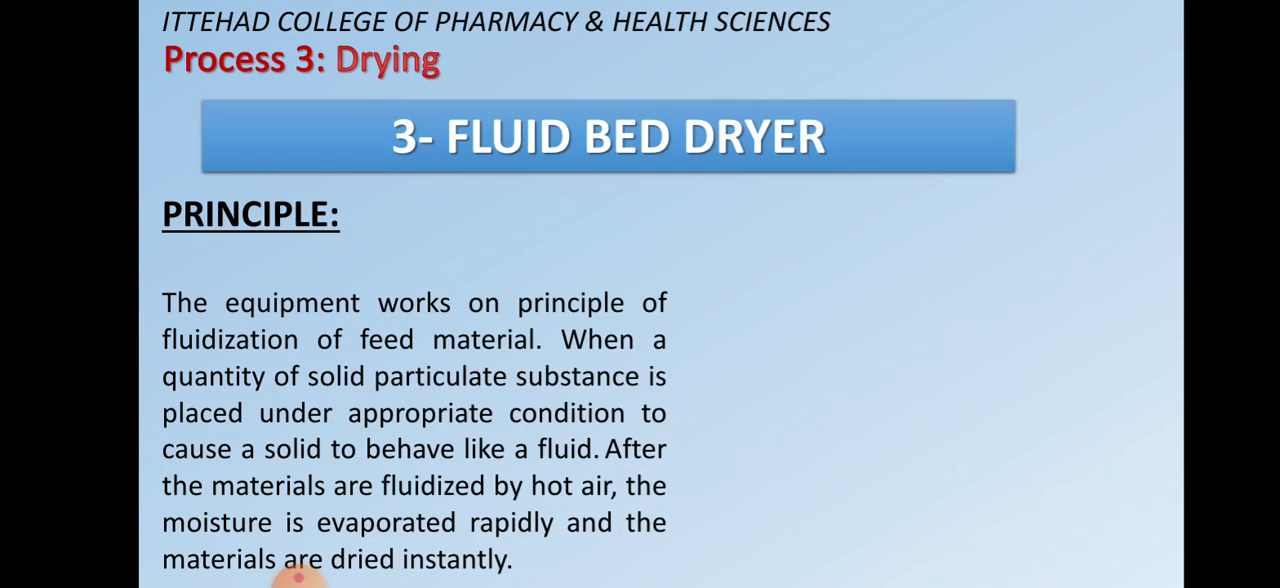 ITTEHAD COLLEGE OF PHARMACY & HEALTH SCIENCES
Process 3: Drying
3- FLUID BED DRYER
PRINCIPLE:
The equipment works on principle of
fluidization of feed material. When a
quantity of solid particulate substance is
placed under appropriate condition to
cause a solid to behave like a fluid. After
the materials are fluidized by hot air, the
moisture is evaporated rapidly and the
materials are dried instantly.